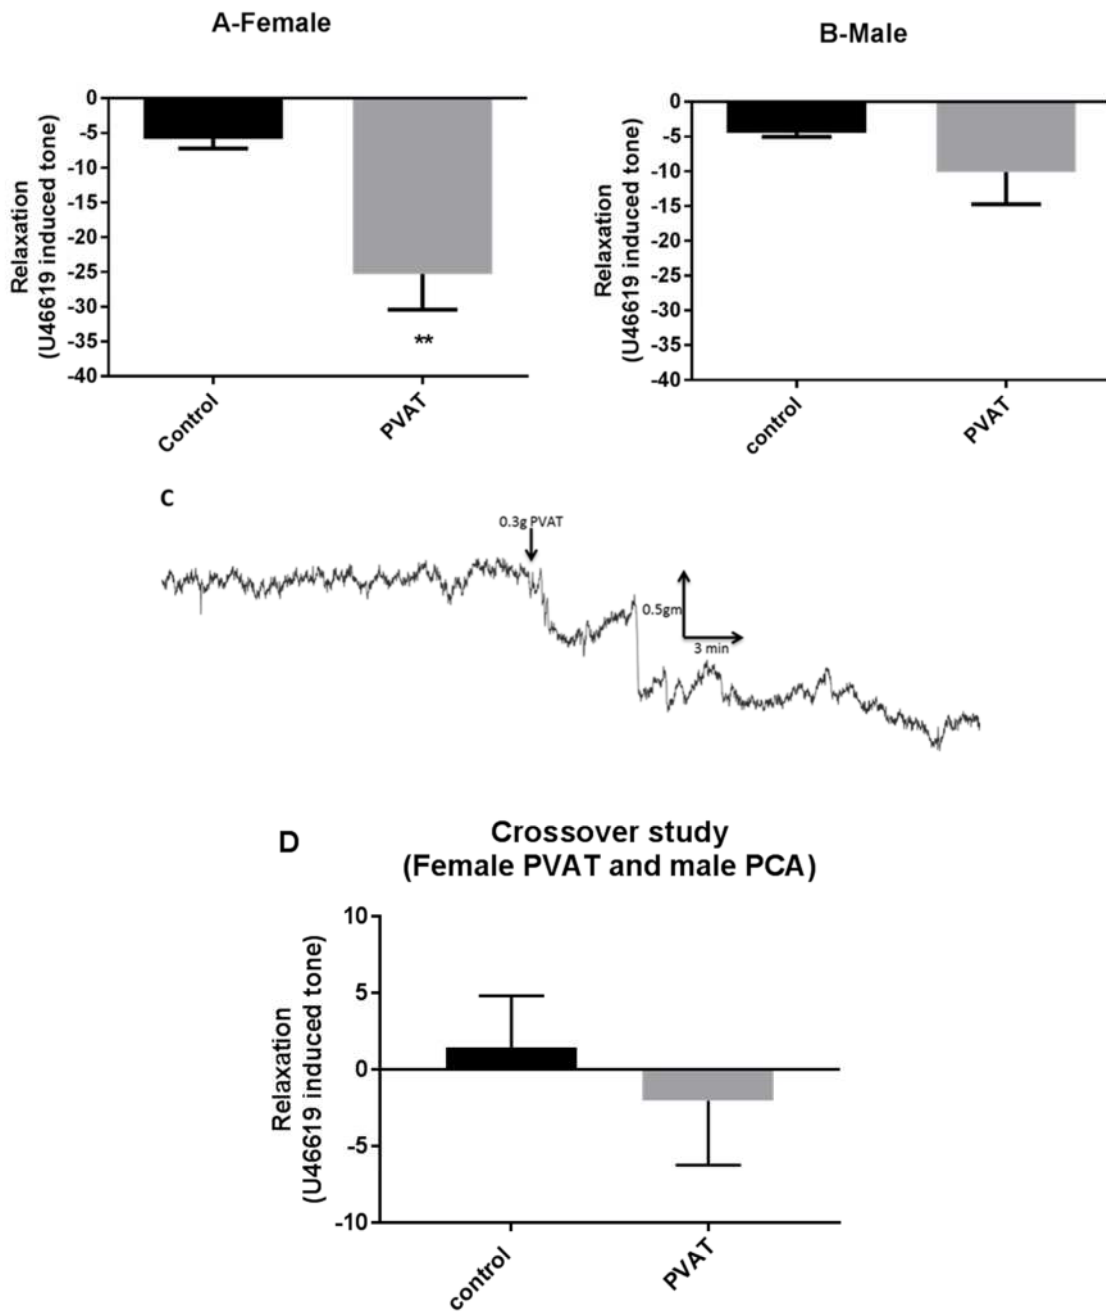 A-Female
B-Male
Relaxation
(U46619 induced tone)
0
-5
-10
-15
-20
-25
-30
-35
-40
**
Control
PVAT
Relaxation
(U46619 induced tone)
0
-5
-10
-15
-20
-25
-30
-35
-40
control
PVAT
C
0.3g PVAT
0.5gm
3 min
D
Crossover study
(Female PVAT and male PCA)
Relaxation
(U46619 induced tone)
10
5
0
-5
-10
control
PVAT